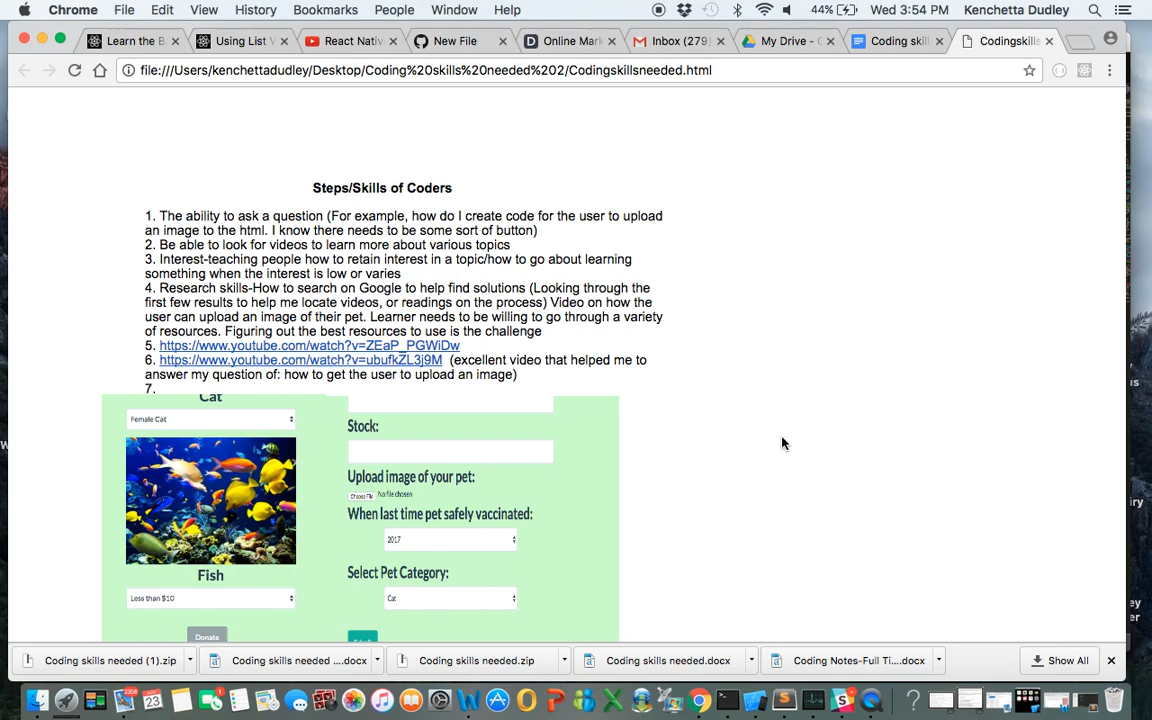 Chrome File Edit View History Bookmarks People Window Help 44% Wed 3:54 PM Kenchetta Dudley
Learn the B Using List V React Nativ New File Online Mark Inbox (279) My Drive - G Coding skill Codingskills
file:///Users/kenchettadudley/Desktop/Coding%20skills%20needed%202/Codingskillsneeded.html
Steps/Skills of Coders
1. The ability to ask a question (For example, how do I create code for the user to upload
an image to the html. I know there needs to be some sort of button)
2. Be able to look for videos to learn more about various topics
3. Interest-teaching people how to retain interest in a topic/how to go about learning
something when the interest is low or varies
4. Research skills-How to search on Google to help find solutions (Looking through the
first few results to help me locate videos, or readings on the process) Video on how the
user can upload an image of their pet. Learner needs to be willing to go through a variety
of resources. Figuring out the best resources to use is the challenge
5. https://www.youtube.com/watch?v=ZEaP_PGWiDw
6. https://www.youtube.com/watch?v=ubufkZL3j9M (excellent video that helped me to
answer my question of: how to get the user to upload an image)
7.
Cat
Female Cat
Fish
Less than $10
Donate
Stock:
Upload image of your pet:
Choose File No file chosen
When last time pet safely vaccinated:
2017
Select Pet Category:
Cat
Coding skills needed (1).zip Coding skills needed ....docx Coding skills needed.zip Coding skills needed.docx Coding Notes-Full Ti....docx Show All
23